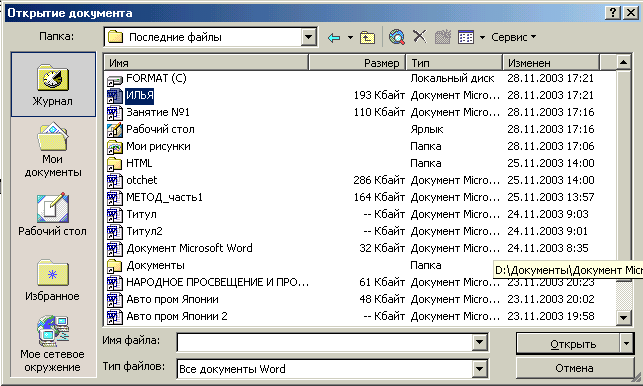 Открытие документа
Папка: Последние файлы Сервис
Журнал
Мои документы
Рабочий стол
Избранное
Мое сетевое окружение
Имя Размер Тип Изменен
FORMAT (C) Локальный диск 28.11.2003 17:21
ИЛЬЯ 193 Кбайт Документ Micro... 28.11.2003 17:21
Занятие №1 110 Кбайт Документ Micro... 28.11.2003 17:16
Рабочий стол Ярлык 28.11.2003 17:16
Мои рисунки Папка 28.11.2003 17:06
HTML Папка 25.11.2003 14:00
otchet 286 Кбайт Документ Micro... 25.11.2003 14:00
МЕТОД_часть1 164 Кбайт Документ Micro... 25.11.2003 13:57
Титул -- Кбайт Документ Micro... 24.11.2003 9:03
Титул2 -- Кбайт Документ Micro... 24.11.2003 9:01
Документ Microsoft Word 32 Кбайт Документ Micro... 24.11.2003 8:35
Документы Папка
D:\Документы\Документ Micr
НАРОДНОЕ ПРОСВЕЩЕНИЕ И ПРО... 61 Кбайт Документ Micro... 23.11.2003 20:23
Авто пром Японии 48 Кбайт Документ Micro... 23.11.2003 20:02
Авто пром Японии 2 -- Кбайт Документ Micro... 23.11.2003 19:58
Имя файла: Открыть
Тип файлов: Все документы Word Отмена